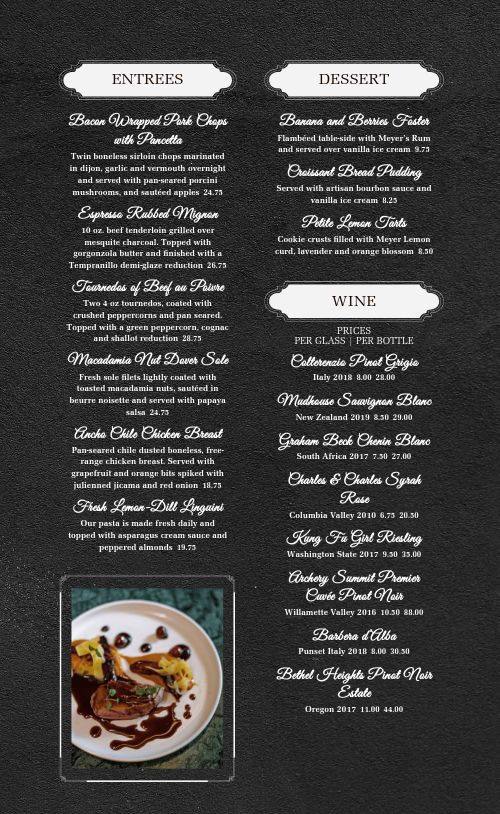 ENTREES
Bacon Wrapped Pork Chops
with Pancetta
Twin boneless sirloin chops marinated
in dijon, garlic and vermouth overnight
and served with pan-seared porcini
mushrooms, and sautéed apples 24.75
Espresso Rubbed Mignon
10 oz. beef tenderloin grilled over
mesquite charcoal. Topped with
gorgonzola butter and finished with a
Tempranillo demi-glaze reduction 26.75
Tournedos of Beef au Poivre
Two 4 oz tournedos, coated with
crushed peppercorns and pan seared.
Topped with a green peppercorn, cognac
and shallot reduction 28.75
Macadamia Nut Dover Sole
Fresh sole filets lightly coated with
toasted macadamia nuts, sautéed in
beurre noisette and served with papaya
salsa 24.75
Ancho Chile Chicken Breast
Pan-seared chile dusted boneless, free-
range chicken breast. Served with
grapefruit and orange bits spiked with
julienned jicama and red onion 18.75
Fresh Lemon-Dill Linguini
Our pasta is made fresh daily and
topped with asparagus cream sauce and
peppered almonds 19.75
DESSERT
Banana and Berries Foster
Flambéed table-side with Meyer's Rum
and served over vanilla ice cream 9.75
Croissant Bread Pudding
Served with artisan bourbon sauce and
vanilla ice cream 8.25
Petite Lemon Tarts
Cookie crusts filled with Meyer Lemon
curd, lavender and orange blossom 8.50
WINE
PRICES
PER GLASS | PER BOTTLE
Colterenzio Pinot Grigio
Italy 2018 8.00 28.00
Mudhouse Sauvignon Blanc
New Zealand 2019 8.50 29.00
Graham Beck Chenin Blanc
South Africa 2017 7.50 27.00
Charles & Charles Syrah
Rose
Columbia Valley 2010 6.75 20.50
Kung Fu Girl Riesling
Washington State 2017 9.50 35.00
Archery Summit Premier
Cuvée Pinot Noir
Willamette Valley 2016 10.50 88.00
Barbera d'Alba
Punset Italy 2018 8.00 30.50
Bethel Heights Pinot Noir
Estate
Oregon 2017 11.00 44.00